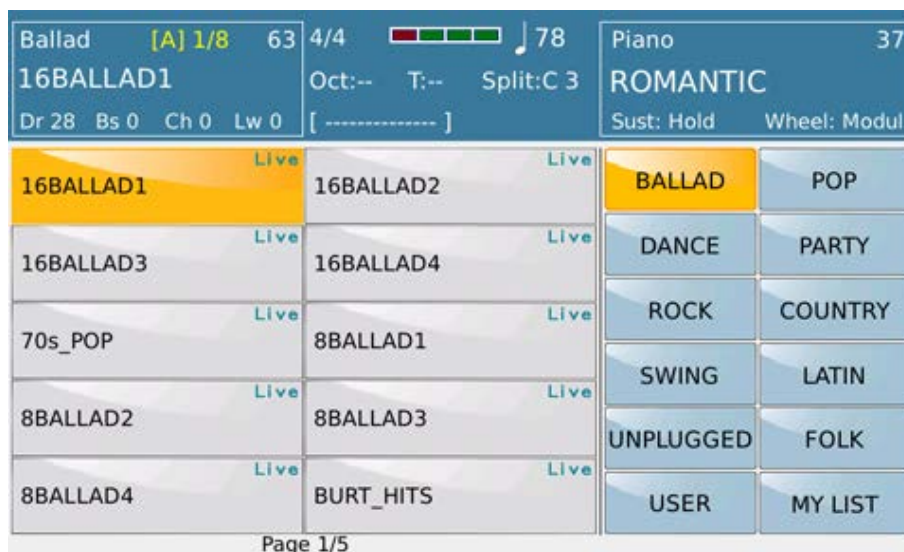 Ballad [A] 1/8 63
16BALLAD1
Dr 28 Bs 0 Ch 0 Lw 0
4/4 78
Oct:-- T:-- Split:C 3
[ -------------- ]
Piano 37
ROMANTIC
Sust: Hold Wheel: Modul
Live
16BALLAD1
Live
16BALLAD2
Live
16BALLAD3
Live
16BALLAD4
Live
70s_POP
Live
8BALLAD1
Live
8BALLAD2
Live
8BALLAD3
Live
8BALLAD4
Live
BURT_HITS
Page 1/5
BALLAD POP
DANCE PARTY
ROCK COUNTRY
SWING LATIN
UNPLUGGED FOLK
USER MY LIST